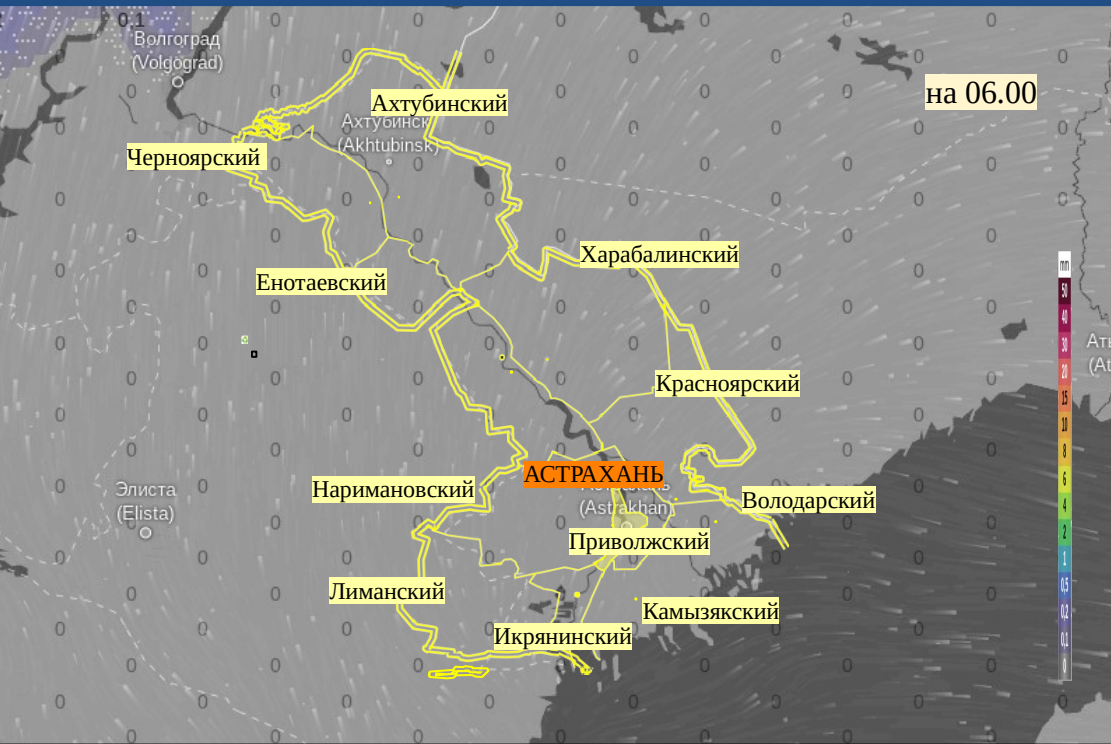 0.1
Волгоград
(Volgograd)
на 06.00
Ахтубинский
Ахтубинск
(Akhtubinsk)
Черноярский
Харабалинский
Енотаевский
mm
50
40
30
20
15
10
8
6
4
2
1
0,5
0,2
0,1
0
Красноярский
АСТРАХАНЬ
(Astrakhan)
Наримановский
Элиста
(Elista)
Володарский
Приволжский
Лиманский
Камызякский
Икрянинский